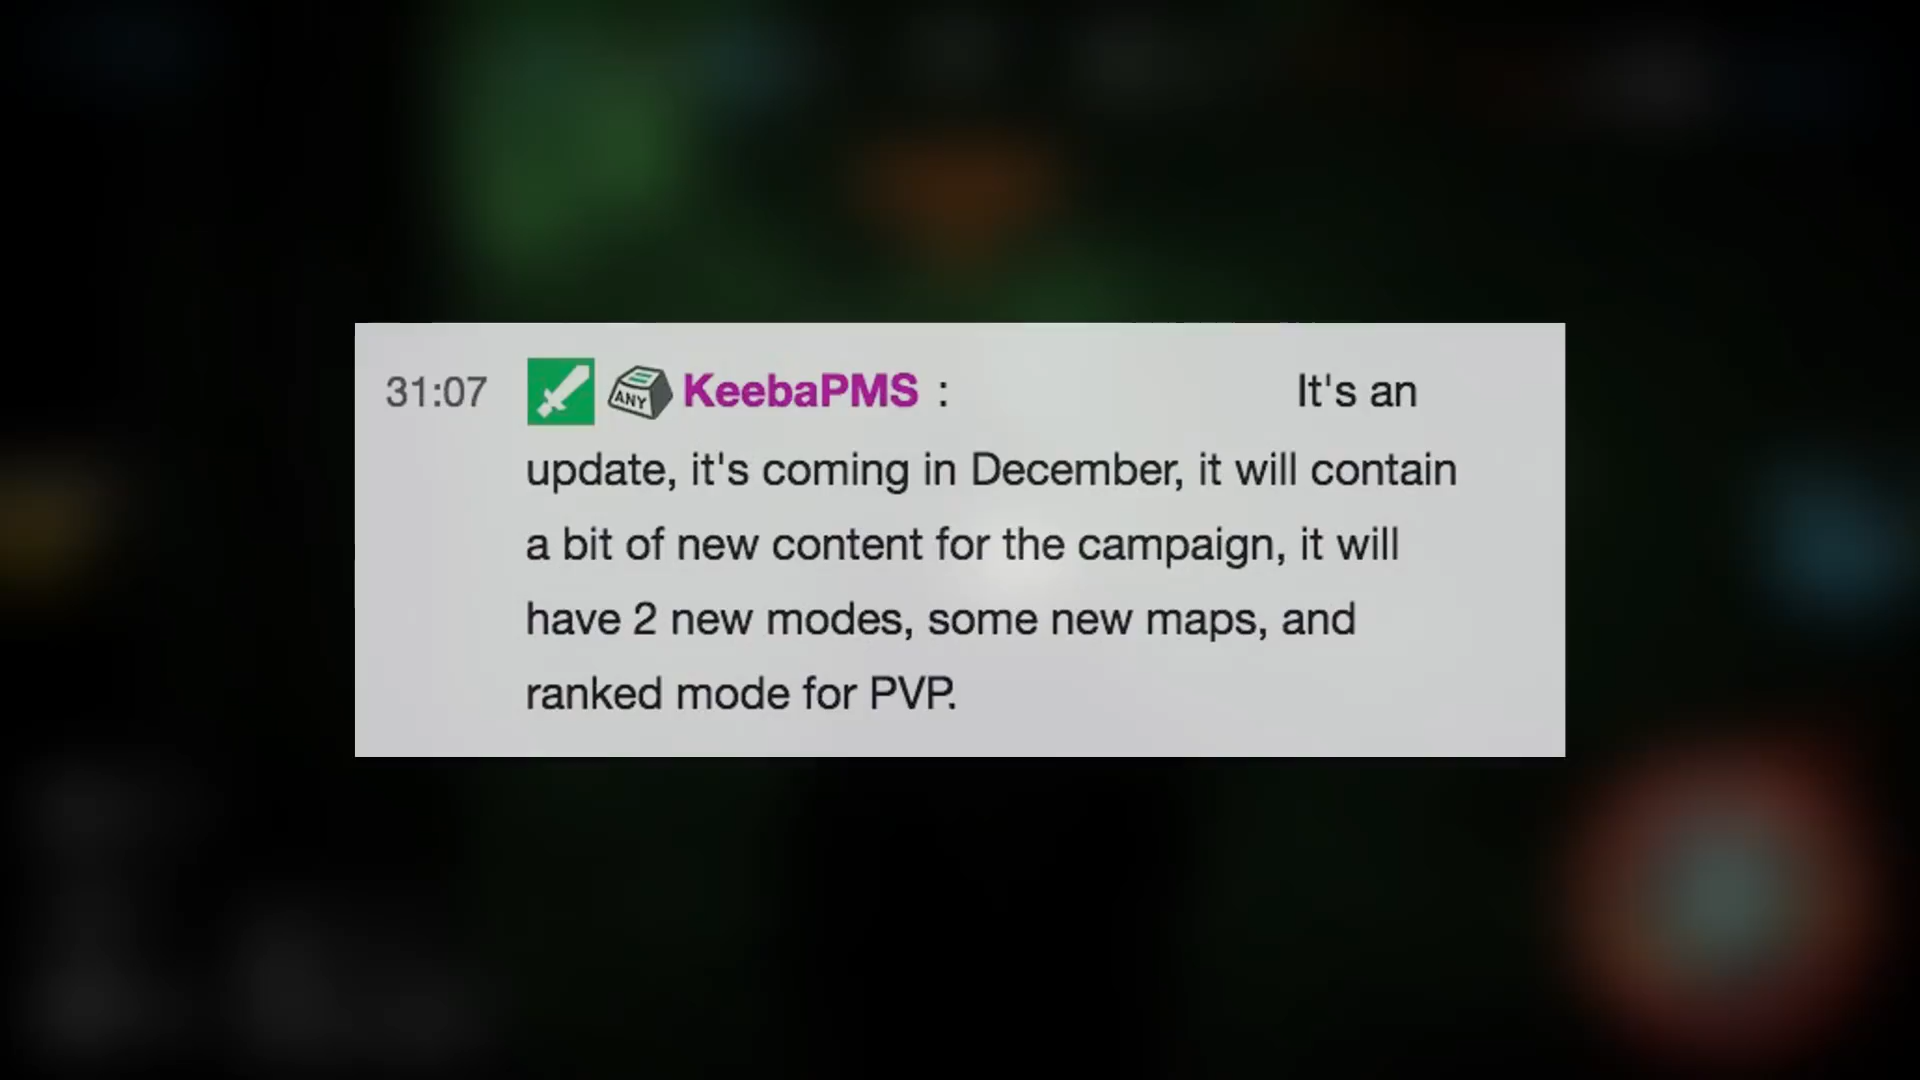 31:07 ANY KeebaPMS : It's an
update, it's coming in December, it will contain
a bit of new content for the campaign, it will
have 2 new modes, some new maps, and
ranked mode for PVP.